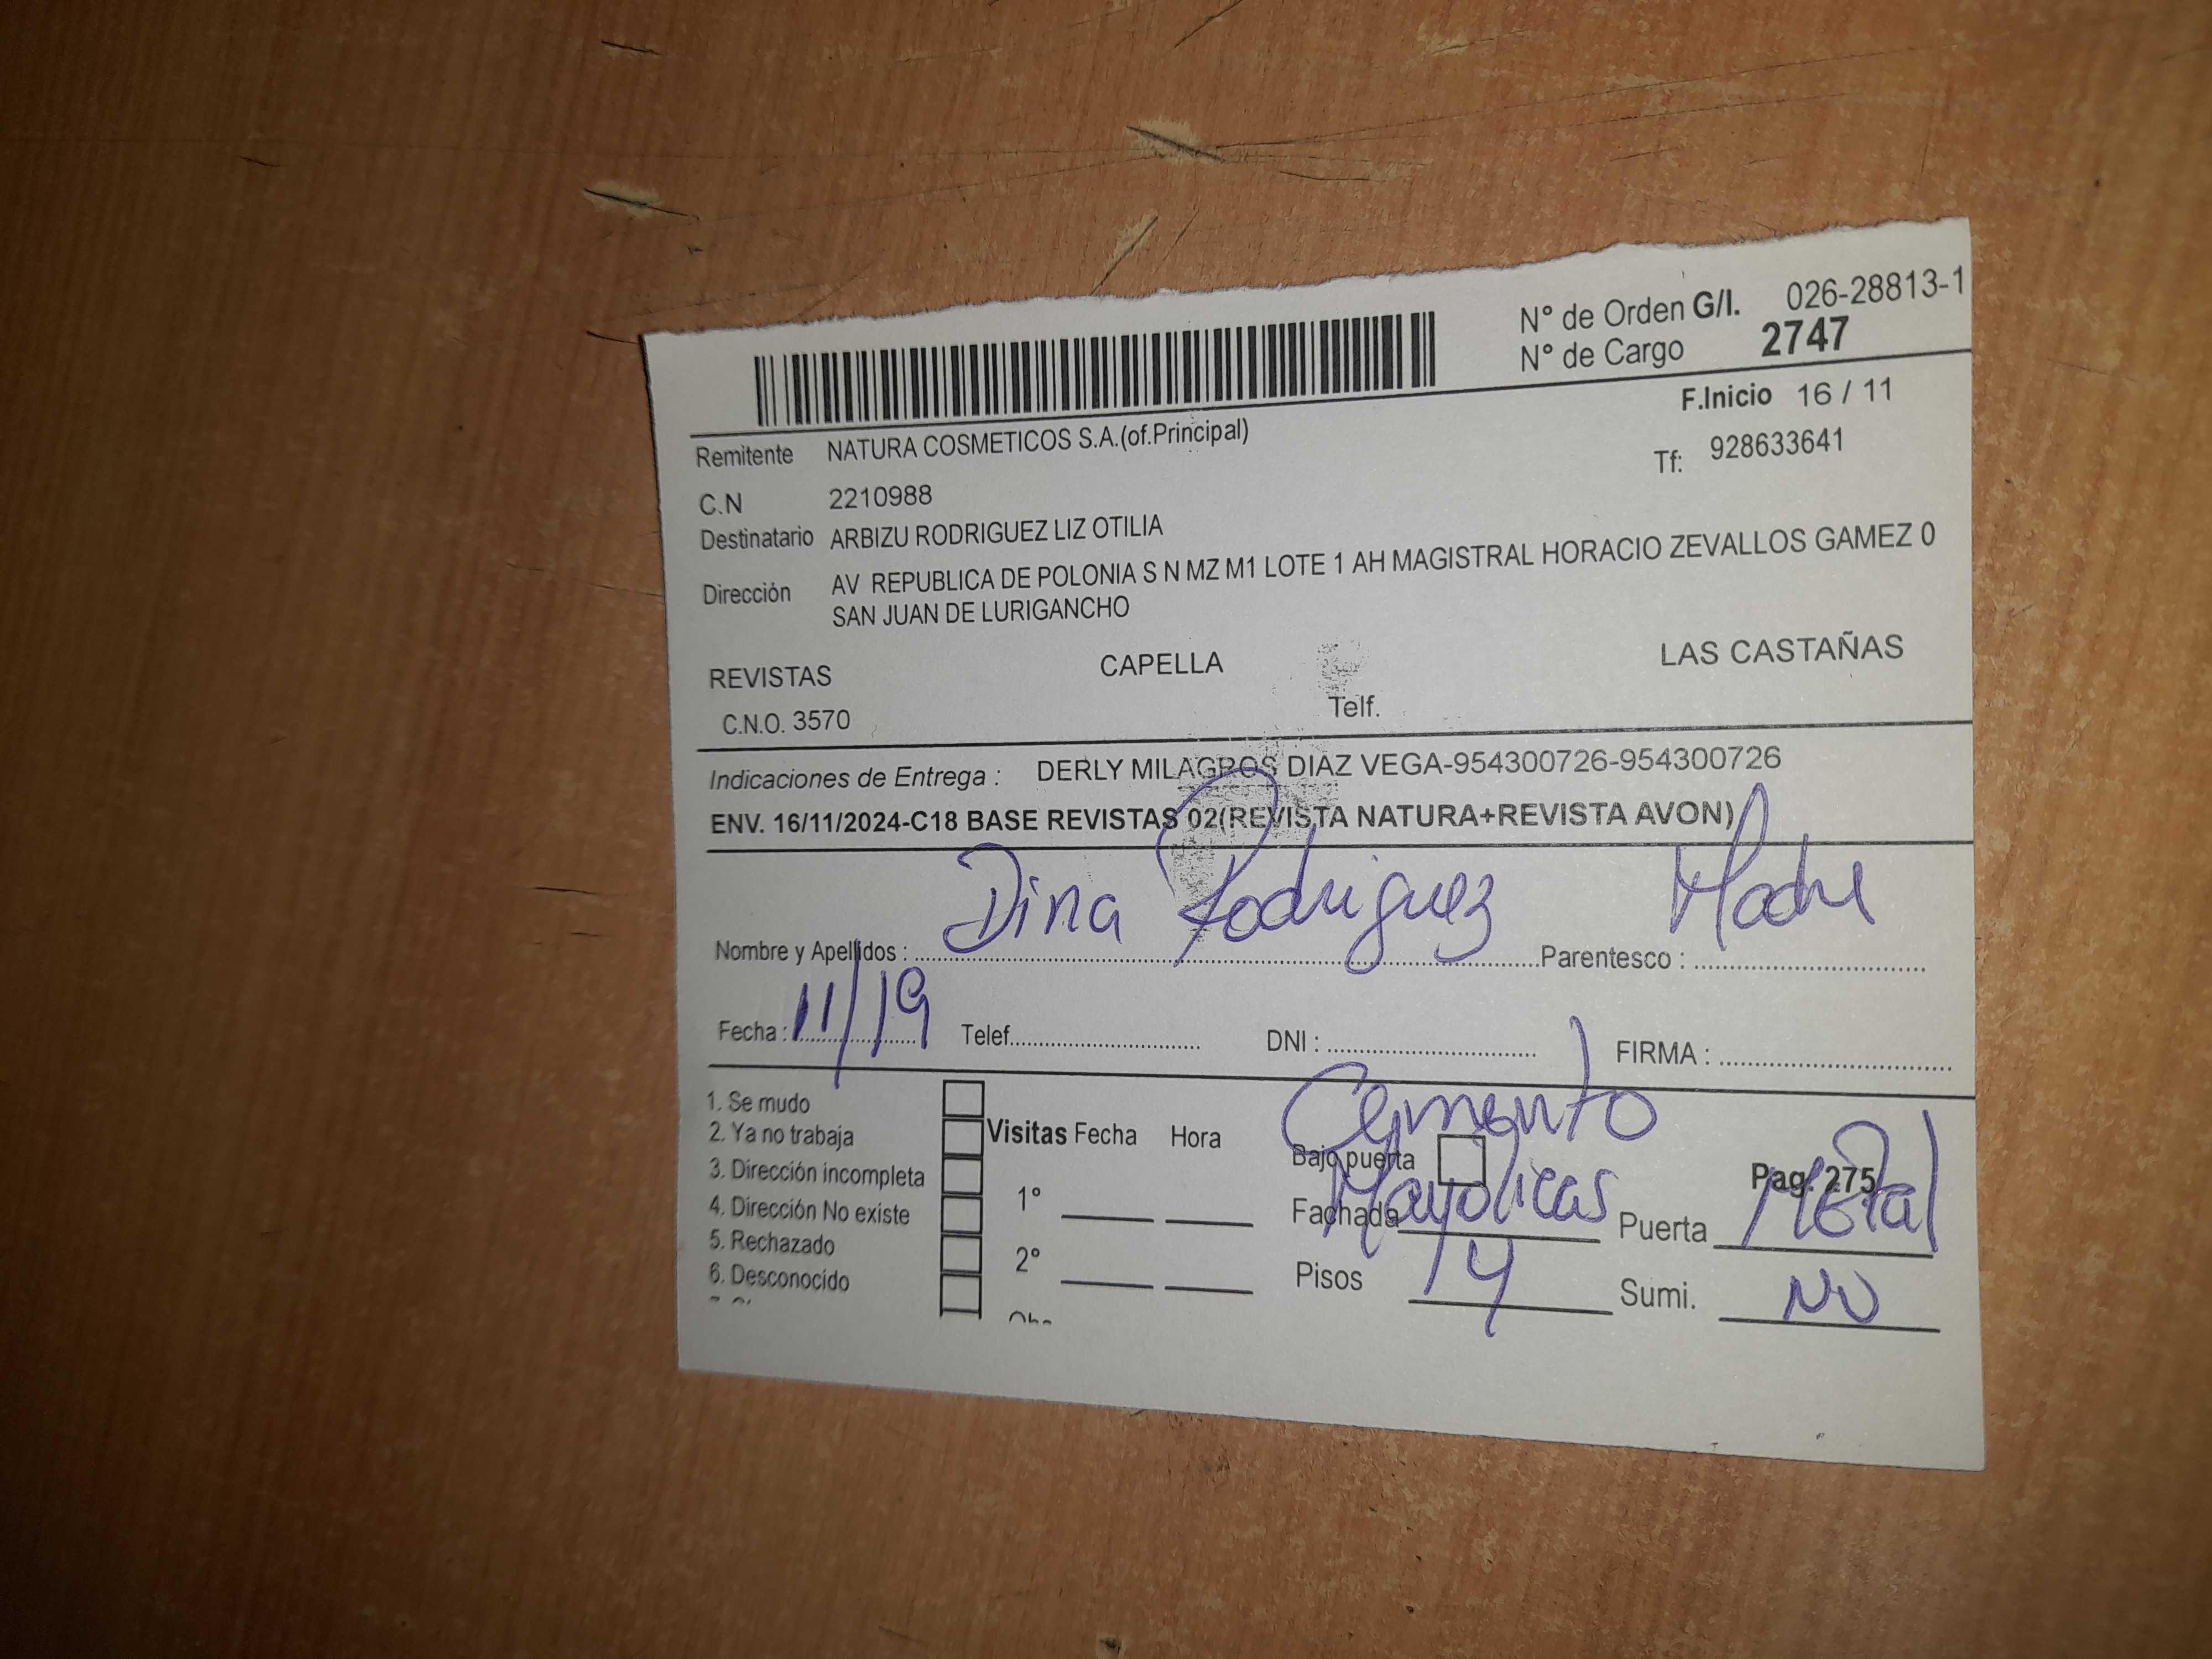 N° de Orden G/I. 026-28813-1
N° de Cargo 2747
F.Inicio 16 / 11
Remitente NATURA COSMETICOS S.A.(of.Principal)
Tf: 928633641
C.N 2210988
Destinatario ARBIZU RODRIGUEZ LIZ OTILIA
Dirección AV REPUBLICA DE POLONIA S N MZ M1 LOTE 1 AH MAGISTRAL HORACIO ZEVALLOS GAMEZ 0
SAN JUAN DE LURIGANCHO
REVISTAS CAPELLA LAS CASTAÑAS
C.N.O. 3570 Telf.
Indicaciones de Entrega : DERLY MILAGROS DIAZ VEGA-954300726-954300726
ENV. 16/11/2024-C18 BASE REVISTAS 02(REVISTA NATURA+REVISTA AVON)
Nombre y Apellidos : Dina Rodriguez Parentesco : Madre
Fecha : 11/19 Telef. DNI : FIRMA :
1. Se mudo
2. Ya no trabaja
3. Dirección incompleta
4. Dirección No existe
5. Rechazado
6. Desconocido
Visitas Fecha Hora
1°
2°
Cemento
Bajo puerta Pag. 275
Fachada Mayolicas Puerta Metal
Pisos 4 Sumi. NO